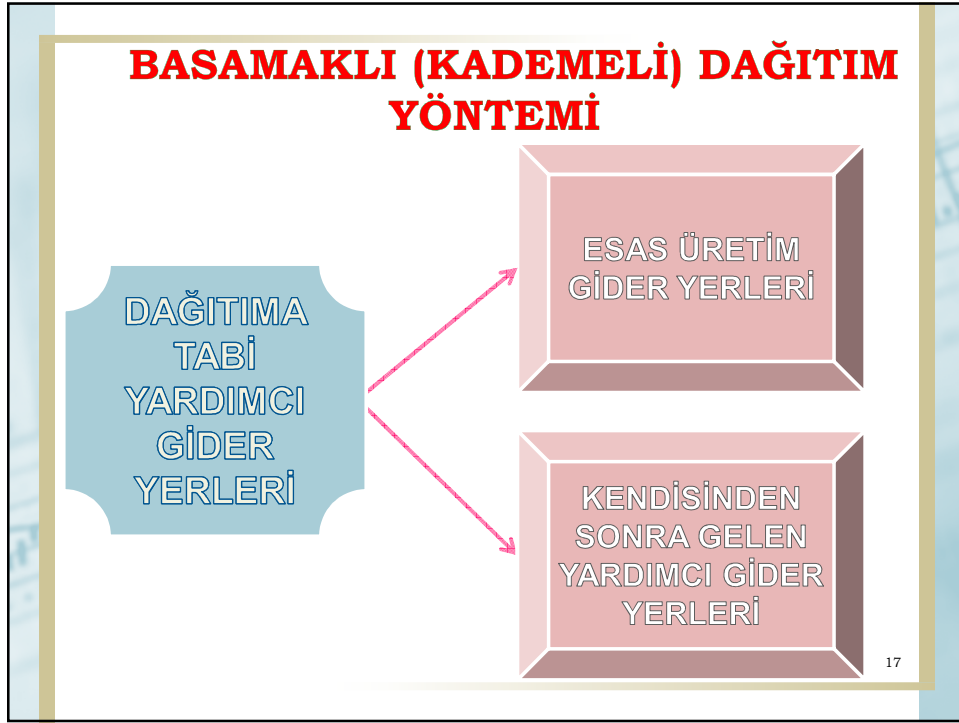 BASAMAKLI (KADEMELİ) DAĞITIM
YÖNTEMİ
DAĞITIMA
TABİ
YARDIMCI
GİDER
YERLERİ
ESAS ÜRETİM
GİDER YERLERİ
KENDİSİNDEN
SONRA GELEN
YARDIMCI GİDER
YERLERİ
17